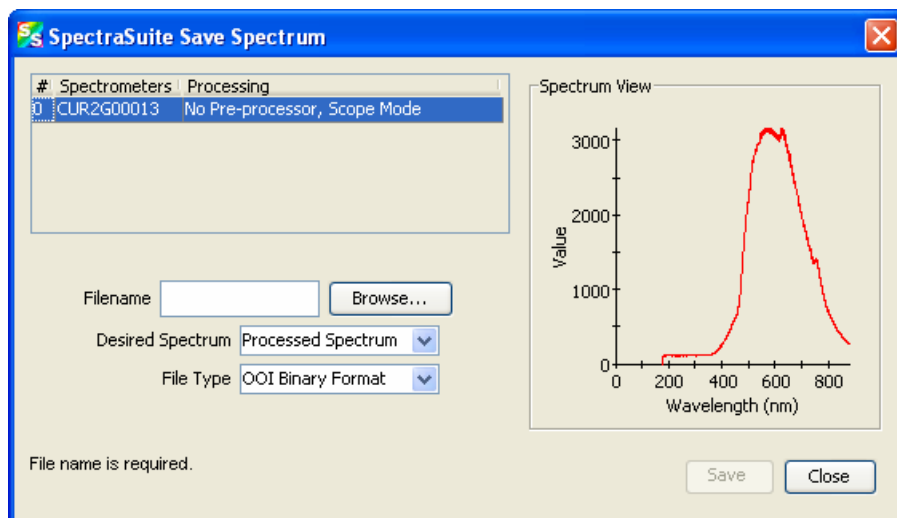 SpectraSuite Save Spectrum
# Spectrometers Processing
0 CUR2G00013 No Pre-processor, Scope Mode
Filename Browse...
Desired Spectrum Processed Spectrum
File Type OOI Binary Format
File name is required.
Spectrum View
3000
2000
1000
0
Value
0 200 400 600 800
Wavelength (nm)
Save Close